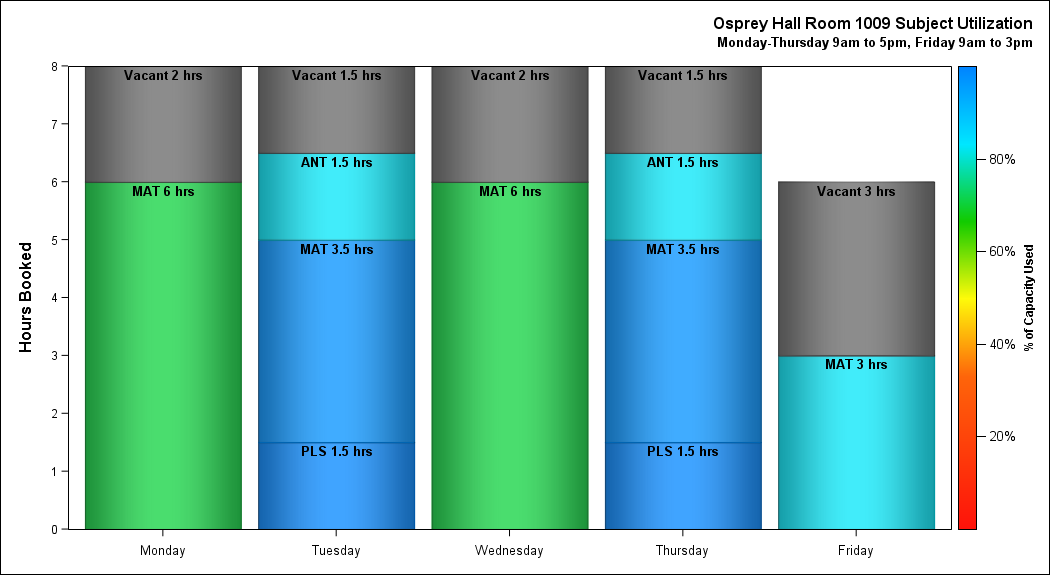 Osprey Hall Room 1009 Subject Utilization
Monday-Thursday 9am to 5pm, Friday 9am to 3pm
Hours Booked
8
7
6
5
4
3
2
1
0
Vacant 2 hrs
MAT 6 hrs
Vacant 1.5 hrs
ANT 1.5 hrs
MAT 3.5 hrs
PLS 1.5 hrs
Vacant 2 hrs
MAT 6 hrs
Vacant 1.5 hrs
ANT 1.5 hrs
MAT 3.5 hrs
PLS 1.5 hrs
Vacant 3 hrs
MAT 3 hrs
Monday
Tuesday
Wednesday
Thursday
Friday
80%
60%
40%
20%
% of Capacity Used